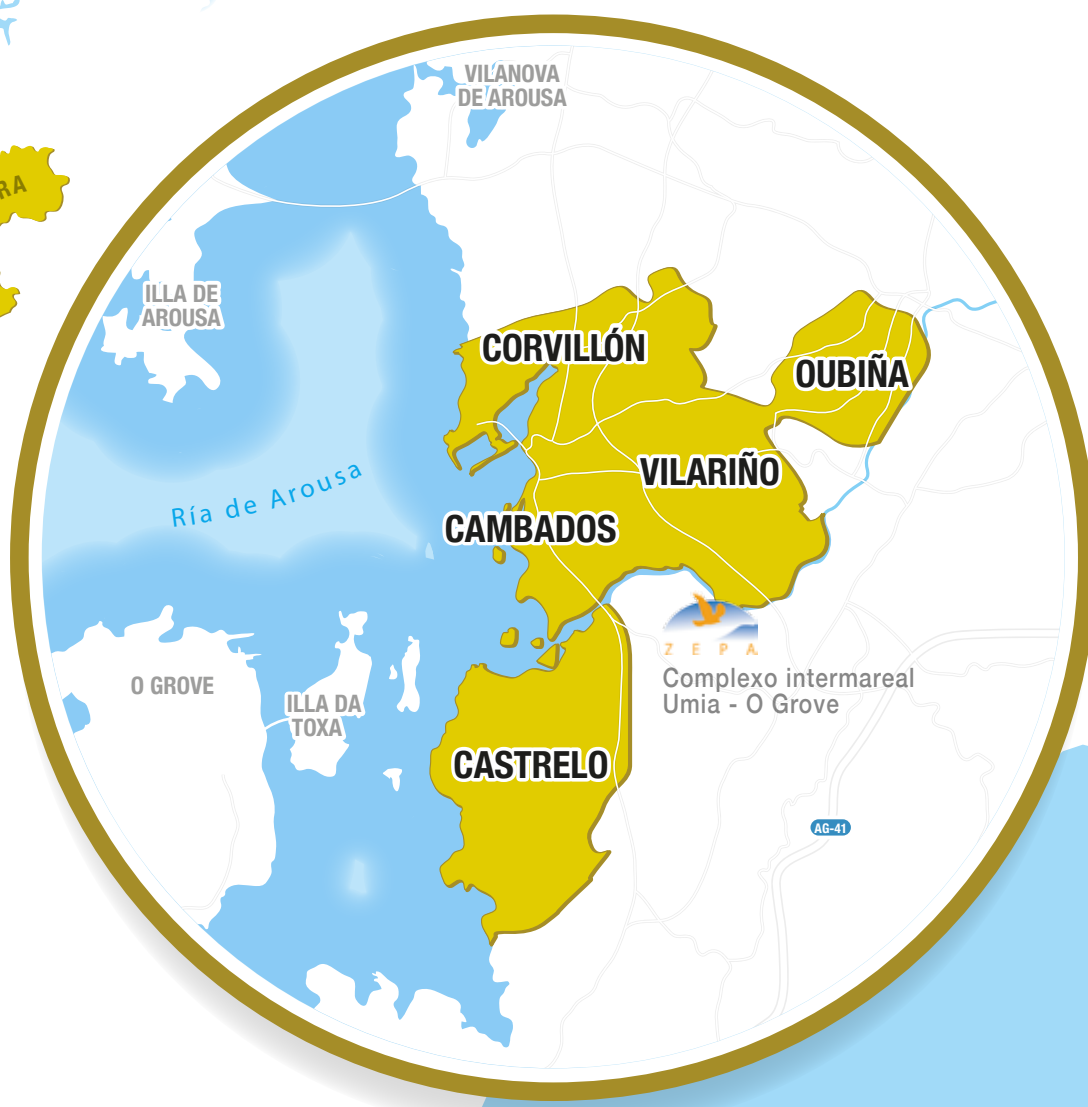 VILANOVA
DE AROUSA
RA
ILLA DE
AROUSA
CORVILLÓN
OUBIÑA
VILARIÑO
Ría de Arousa
CAMBADOS
ZEPA
Complexo intermareal
Umia - O Grove
O GROVE
ILLA DA
TOXA
CASTRELO
AG-41